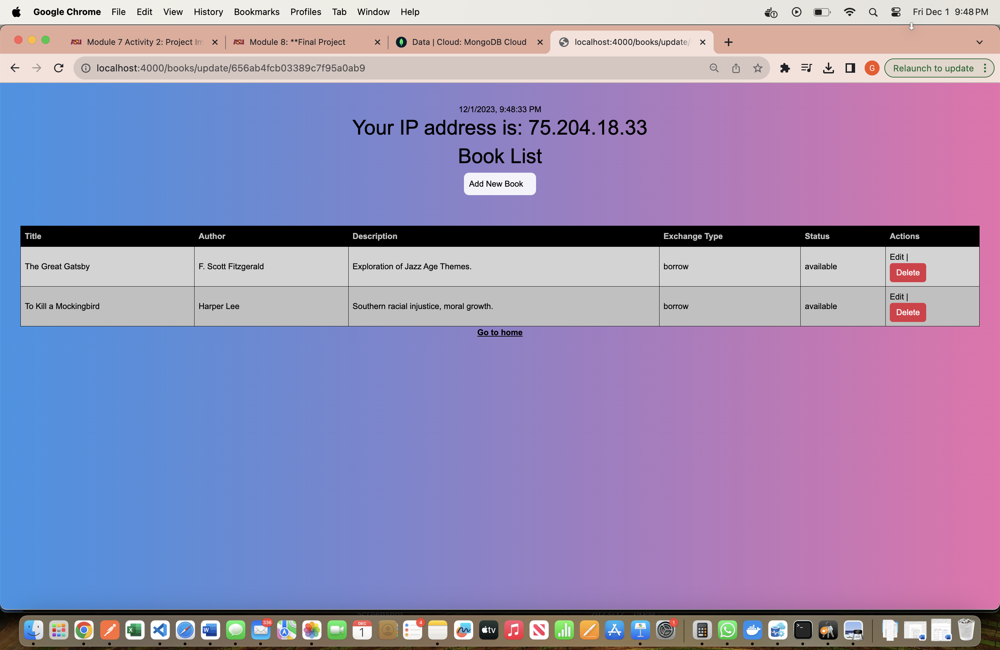 Google Chrome File Edit View History Bookmarks Profiles Tab Window Help Fri Dec 1 9:48 PM
ASU Module 7 Activity 2: Project Im ASU Module 8: **Final Project Data | Cloud: MongoDB Cloud localhost:4000/books/update/
localhost:4000/books/update/656ab4fcb03389c7f95a0ab9 G Relaunch to update
12/1/2023, 9:48:33 PM
Your IP address is: 75.204.18.33
Book List
Add New Book
Title Author Description Exchange Type Status Actions
The Great Gatsby F. Scott Fitzgerald Exploration of Jazz Age Themes. borrow available Edit |
Delete
To Kill a Mockingbird Harper Lee Southern racial injustice, moral growth. borrow available Edit |
Delete
Go to home
Screenshot
336 DEC 4 1
X W 1 tv >_